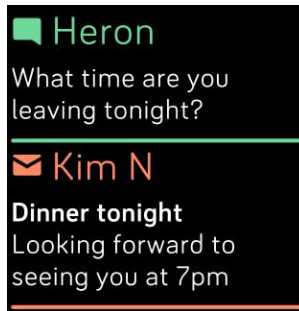 Heron
What time are you
leaving tonight?
Kim N
Dinner tonight
Looking forward to
seeing you at 7pm